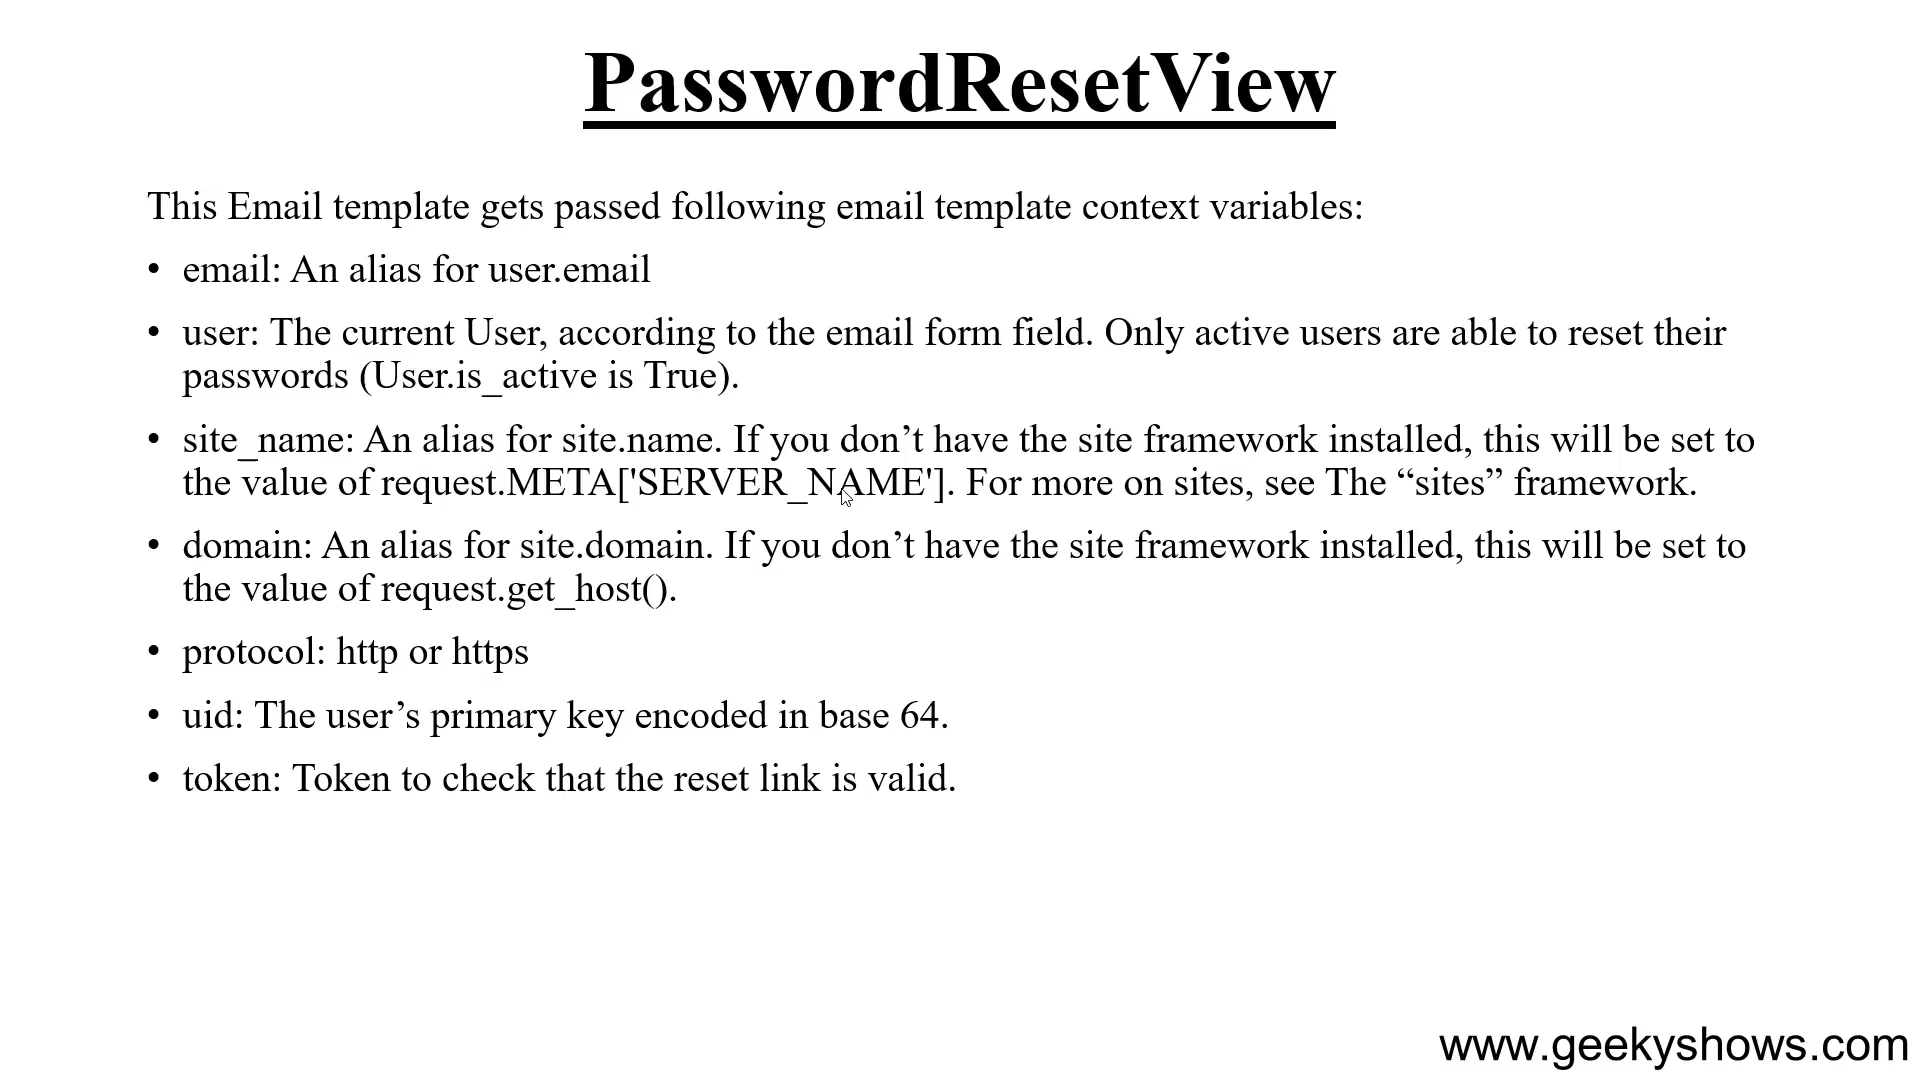 PasswordResetView
This Email template gets passed following email template context variables:
• email: An alias for user.email
• user: The current User, according to the email form field. Only active users are able to reset their
passwords (User.is_active is True).
• site_name: An alias for site.name. If you don’t have the site framework installed, this will be set to
the value of request.META['SERVER_NAME']. For more on sites, see The “sites” framework.
• domain: An alias for site.domain. If you don’t have the site framework installed, this will be set to
the value of request.get_host().
• protocol: http or https
• uid: The user’s primary key encoded in base 64.
• token: Token to check that the reset link is valid.
www.geekyshows.com